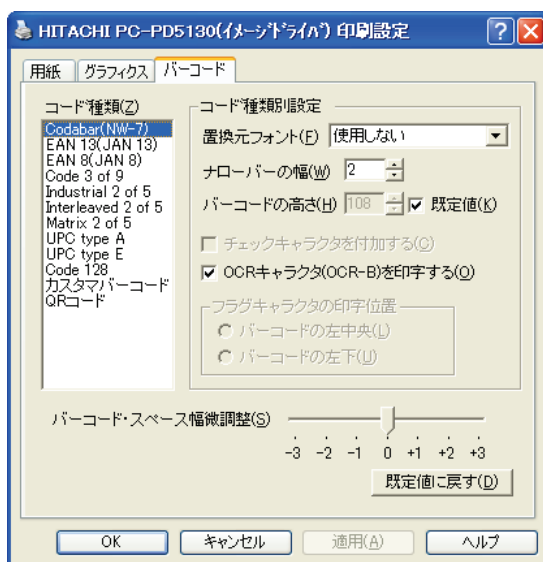 HITACHI PC-PD5130(イメージドライバ) 印刷設定
用紙 グラフィクス バーコード
コード種類(Z)
Codabar(NW-7)
EAN 13(JAN 13)
EAN 8(JAN 8)
Code 3 of 9
Industrial 2 of 5
Interleaved 2 of 5
Matrix 2 of 5
UPC type A
UPC type E
Code 128
カスタマバーコード
QRコード
コード種類別設定
置換元フォント(F) 使用しない
ナローバーの幅(W) 2
バーコードの高さ(H) 108 既定値(K)
チェックキャラクタを付加する(C)
OCRキャラクタ(OCR-B)を印字する(O)
フラグキャラクタの印字位置
バーコードの左中央(L)
バーコードの左下(U)
バーコード・スペース幅微調整(S)
-3 -2 -1 0 +1 +2 +3
既定値に戻す(D)
OK キャンセル 適用(A) ヘルプ